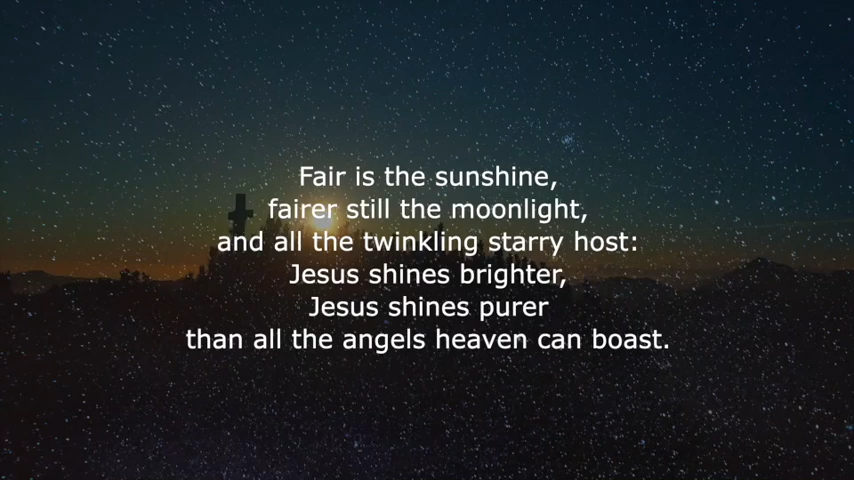 Fair is the sunshine,
fairer still the moonlight,
and all the twinkling starry host:
Jesus shines brighter,
Jesus shines purer
than all the angels heaven can boast.